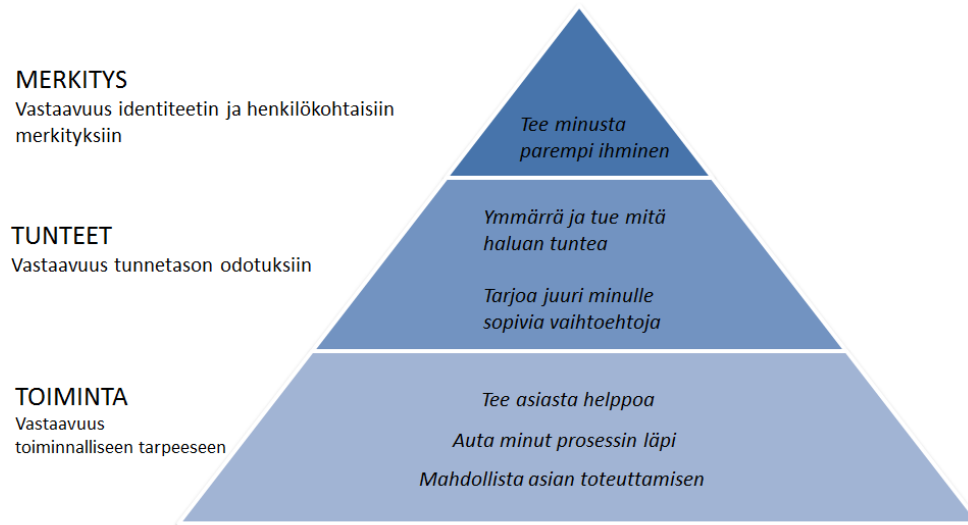 MERKITYS
Vastaavuus identiteetin ja henkilökohtaisiin
merkityksiin
Tee minusta
parempi ihminen
TUNTEET
Vastaavuus tunnetason odotuksiin
Ymmärrä ja tue mitä
haluan tuntea
Tarjoa juuri minulle
sopivia vaihtoehtoja
TOIMINTA
Vastaavuus
toiminnalliseen tarpeeseen
Tee asiasta helppoa
Auta minut prosessin läpi
Mahdollista asian toteuttamisen